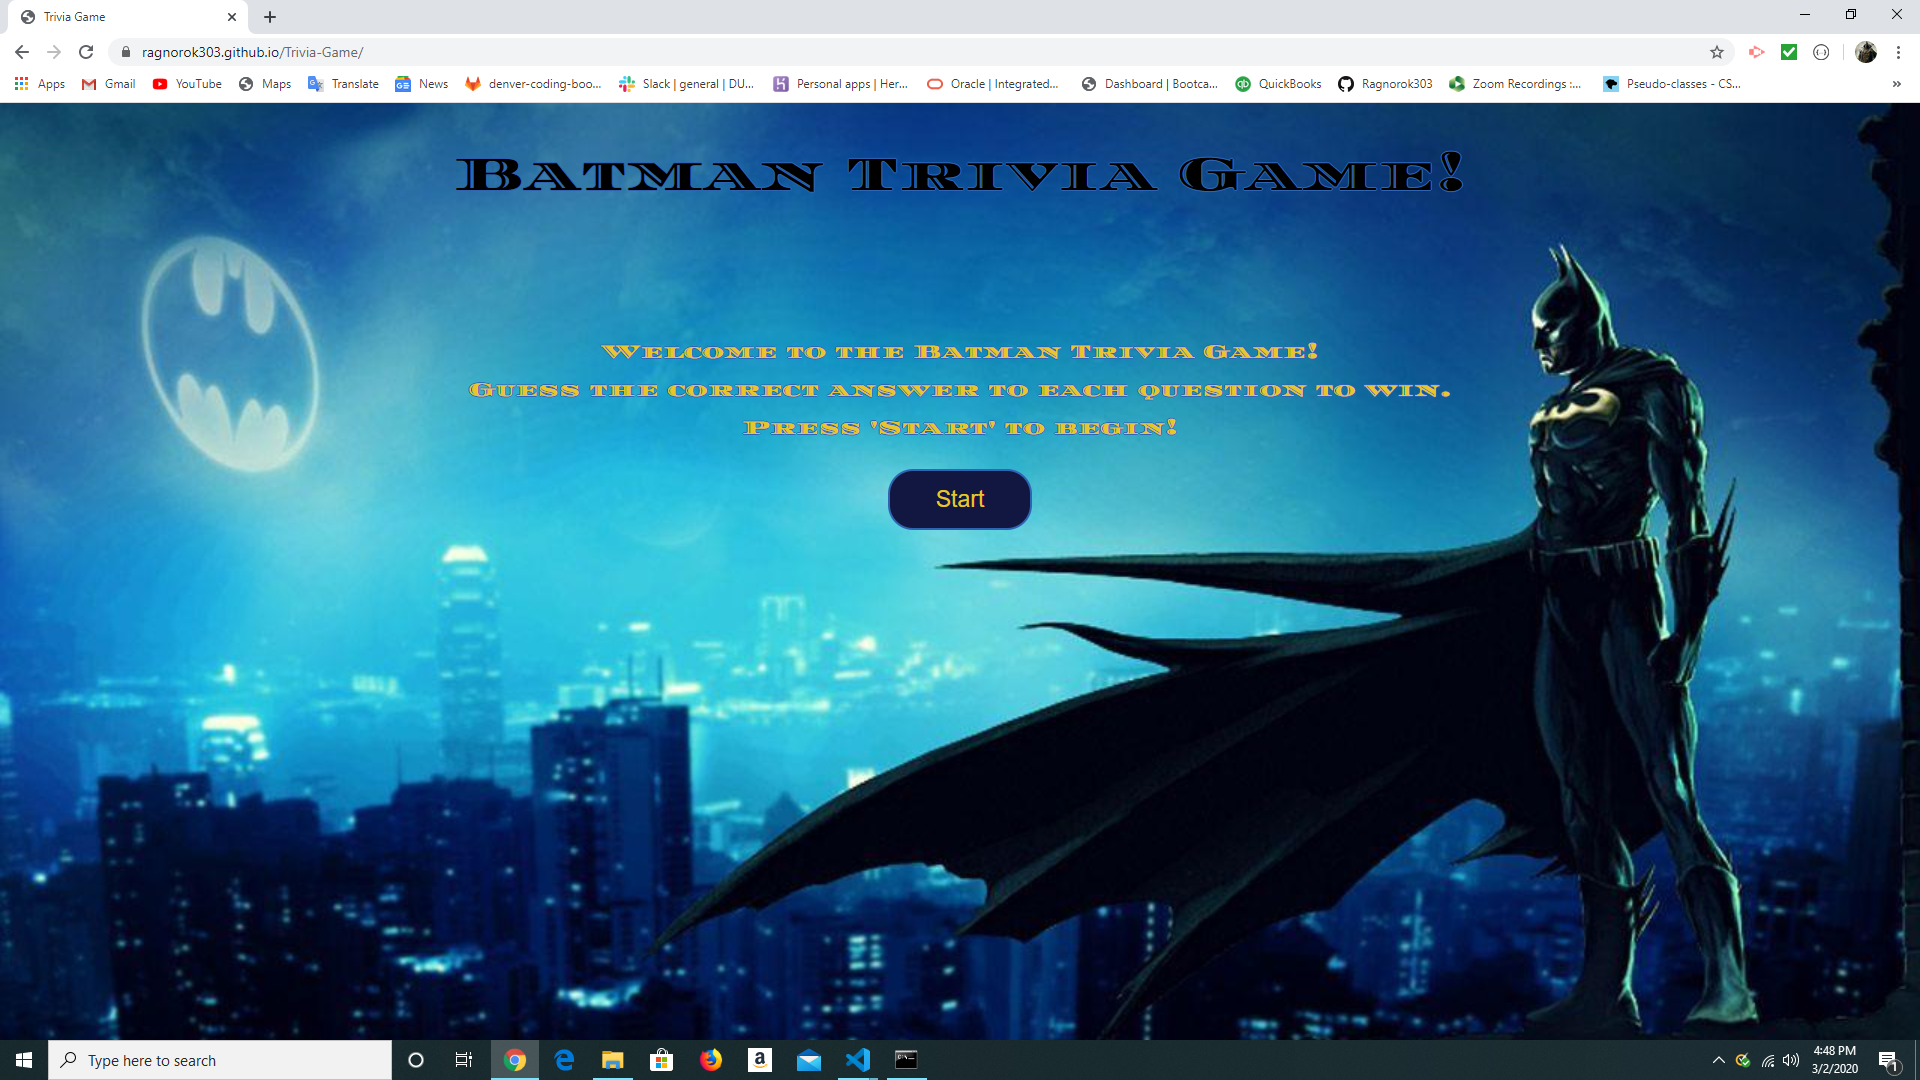 Trivia Game
ragnorok303.github.io/Trivia-Game/
Apps Gmail YouTube Maps Translate News denver-coding-boo... Slack | general | DU... Personal apps | Her... Oracle | Integrated... Dashboard | Bootca... QuickBooks Ragnorok303 Zoom Recordings :... Pseudo-classes - CS... »
Batman Trivia Game!
Welcome to the Batman Trivia Game!
Guess the correct answer to each question to win.
Press 'Start' to begin!
Start
Type here to search
4:48 PM
3/2/2020
1